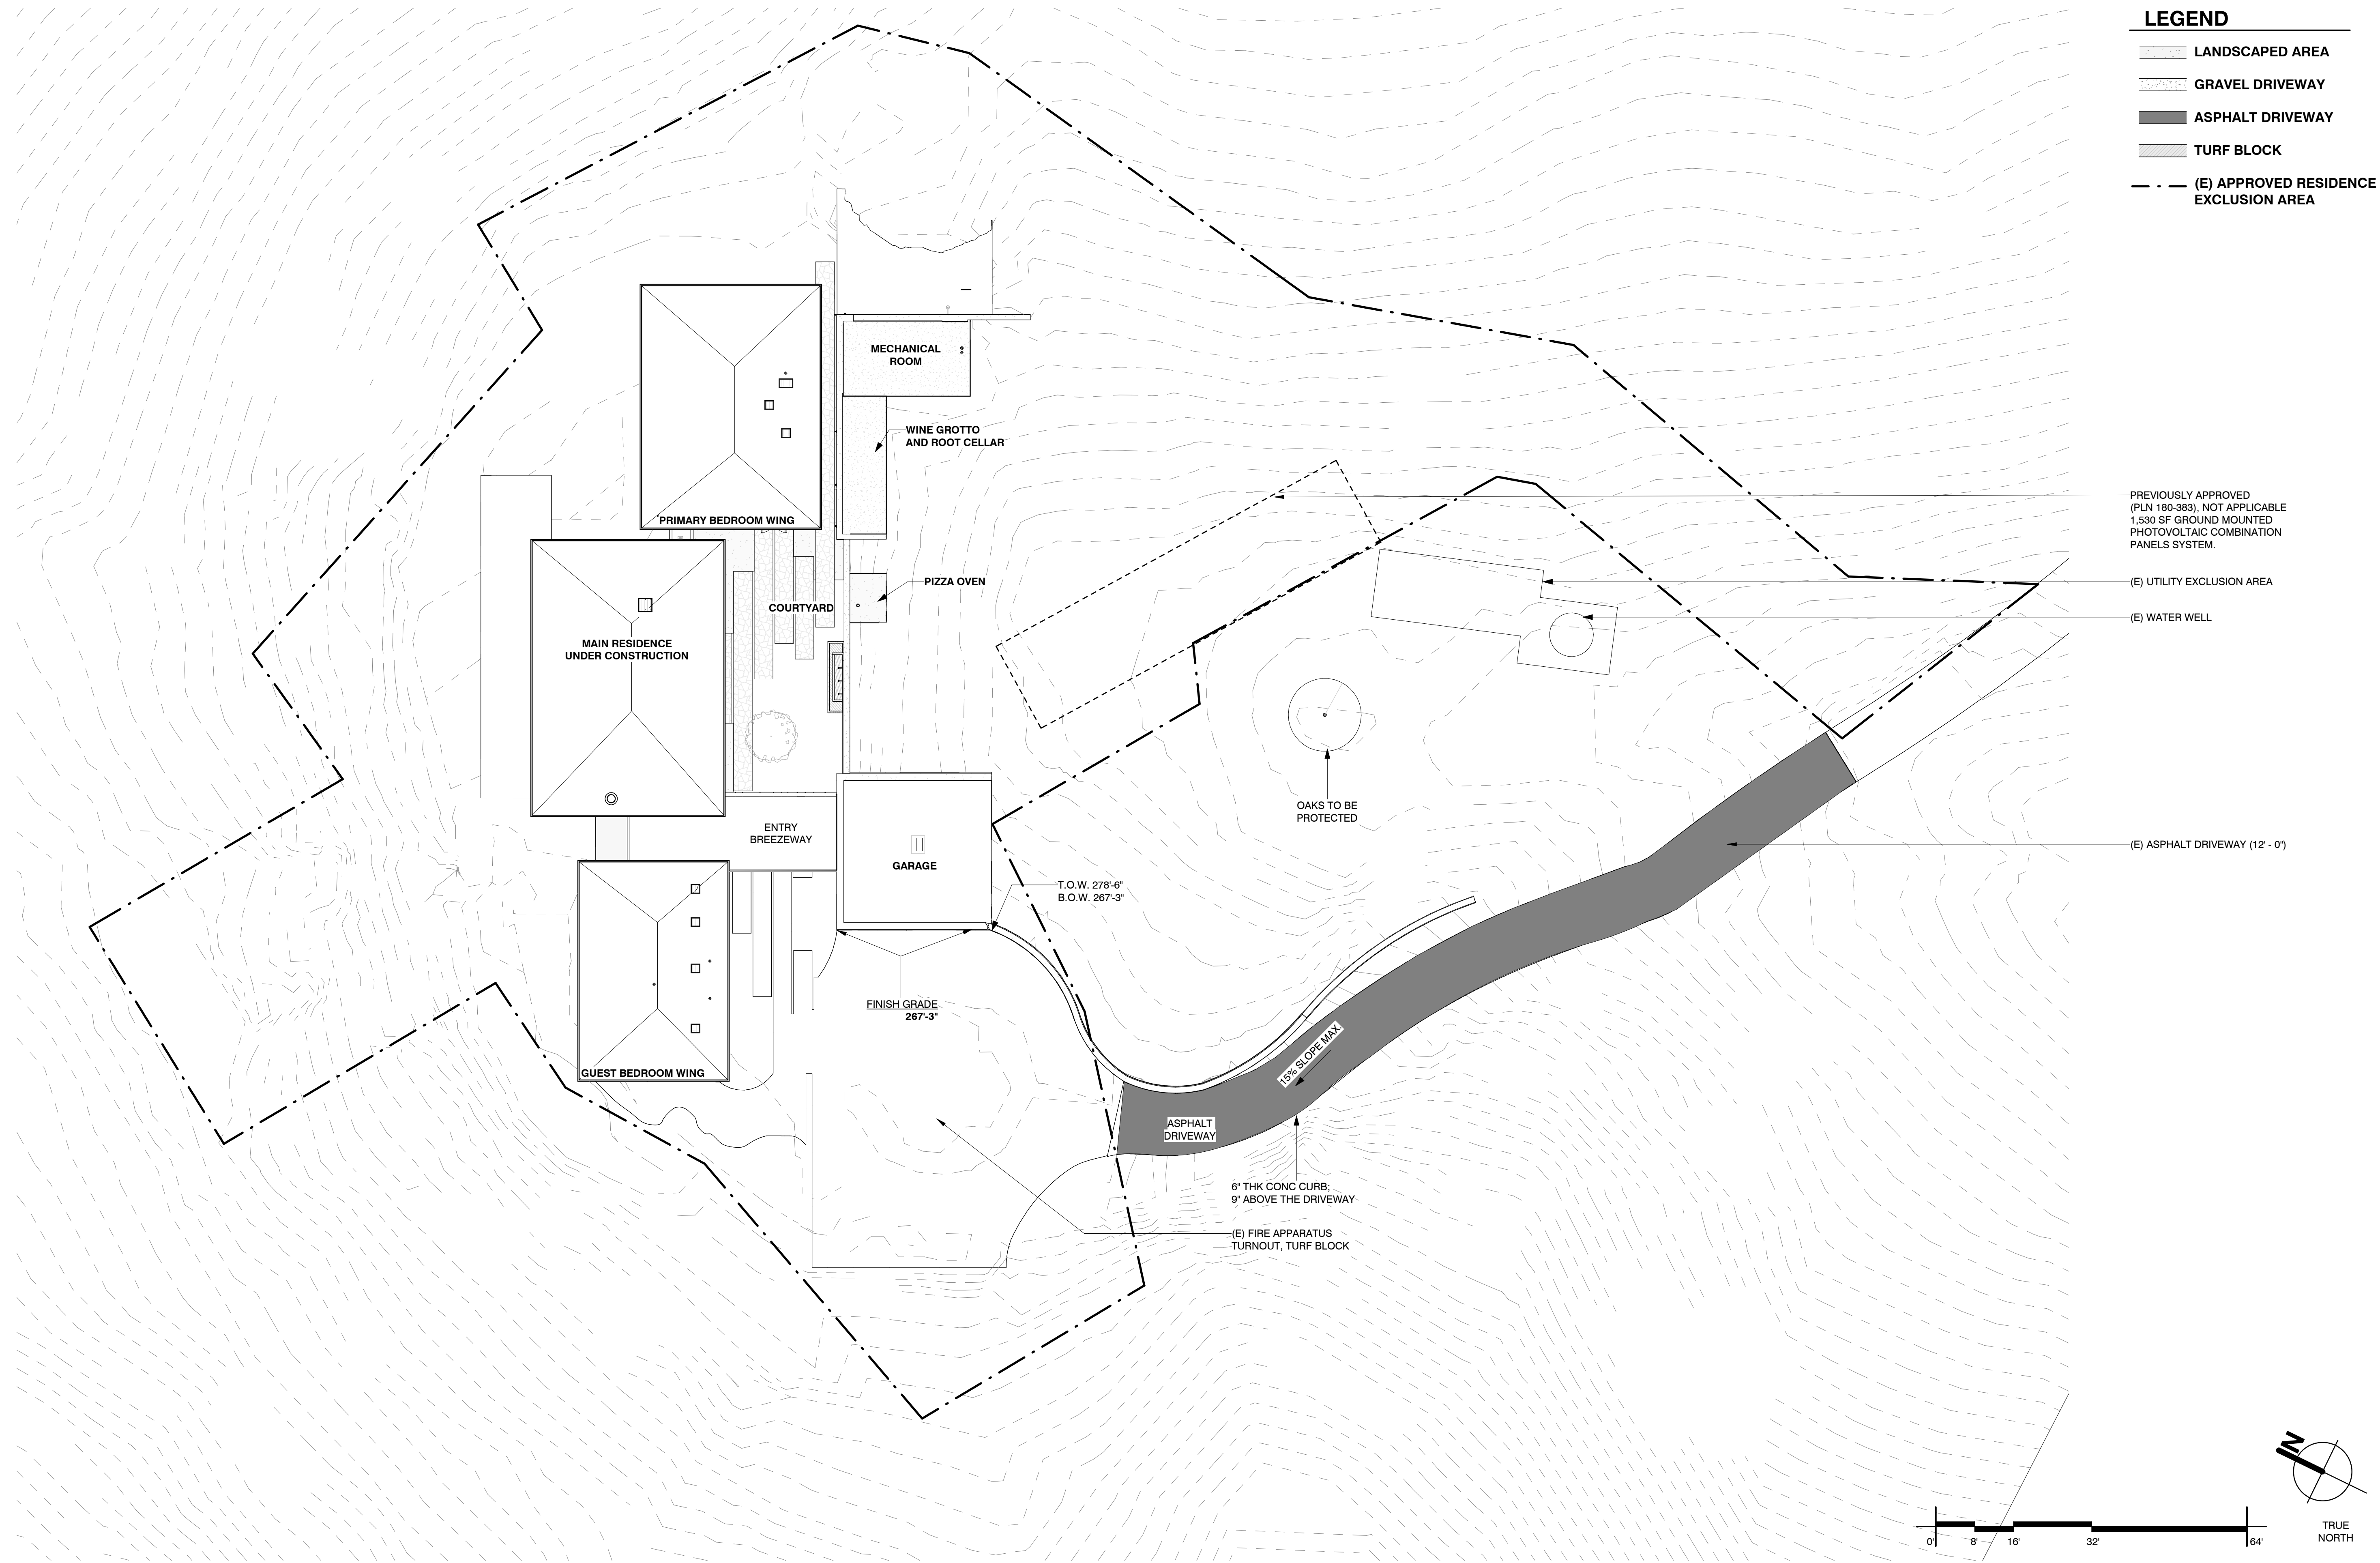 LEGEND
LANDSCAPED AREA
GRAVEL DRIVEWAY
ASPHALT DRIVEWAY
TURF BLOCK
(E) APPROVED RESIDENCE
EXCLUSION AREA
MECHANICAL
ROOM
WINE GROTTO
AND ROOT CELLAR
PRIMARY BEDROOM WING
PREVIOUSLY APPROVED
(PLN 180-383), NOT APPLICABLE
1,530 SF GROUND MOUNTED
PHOTOVOLTAIC COMBINATION
PANELS SYSTEM.
PIZZA OVEN
(E) UTILITY EXCLUSION AREA
COURTYARD
(E) WATER WELL
MAIN RESIDENCE
UNDER CONSTRUCTION
OAKS TO BE
PROTECTED
ENTRY
BREEZEWAY
(E) ASPHALT DRIVEWAY (12' - 0")
GARAGE
T.O.W. 278'-6"
B.O.W. 267'-3"
FINISH GRADE
267'-3"
15% SLOPE MAX.
GUEST BEDROOM WING
ASPHALT
DRIVEWAY
6" THK CONC CURB;
9" ABOVE THE DRIVEWAY
(E) FIRE APPARATUS
TURNOUT, TURF BLOCK
N
0' 8' 16' 32' 64'
TRUE
NORTH